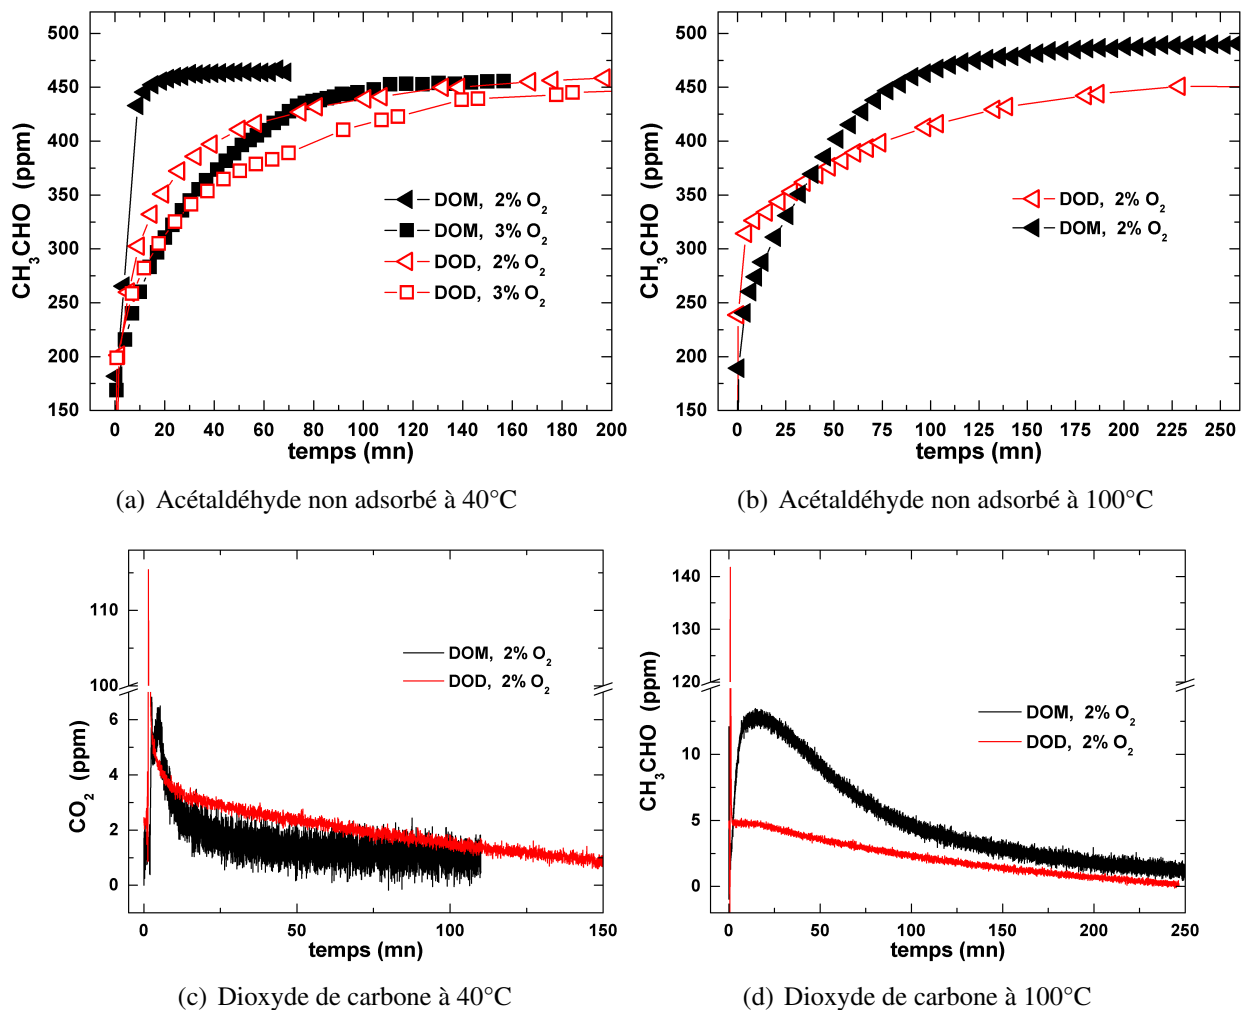 500
450
400
350
300
250
200
150
CH3CHO (ppm)
DOM, 2% O2
DOM, 3% O2
DOD, 2% O2
DOD, 3% O2
0 20 40 60 80 100 120 140 160 180 200
temps (mn)
(a) Acétaldéhyde non adsorbé à 40°C
500
450
400
350
300
250
200
150
CH3CHO (ppm)
DOD, 2% O2
DOM, 2% O2
0 25 50 75 100 125 150 175 200 225 250
temps (mn)
(b) Acétaldéhyde non adsorbé à 100°C
110
100
6
4
2
0
CO2 (ppm)
DOM, 2% O2
DOD, 2% O2
0 50 100 150
temps (mn)
(c) Dioxyde de carbone à 40°C
140
130
120
10
5
0
CH3CHO (ppm)
DOM, 2% O2
DOD, 2% O2
0 50 100 150 200 250
temps (mn)
(d) Dioxyde de carbone à 100°C